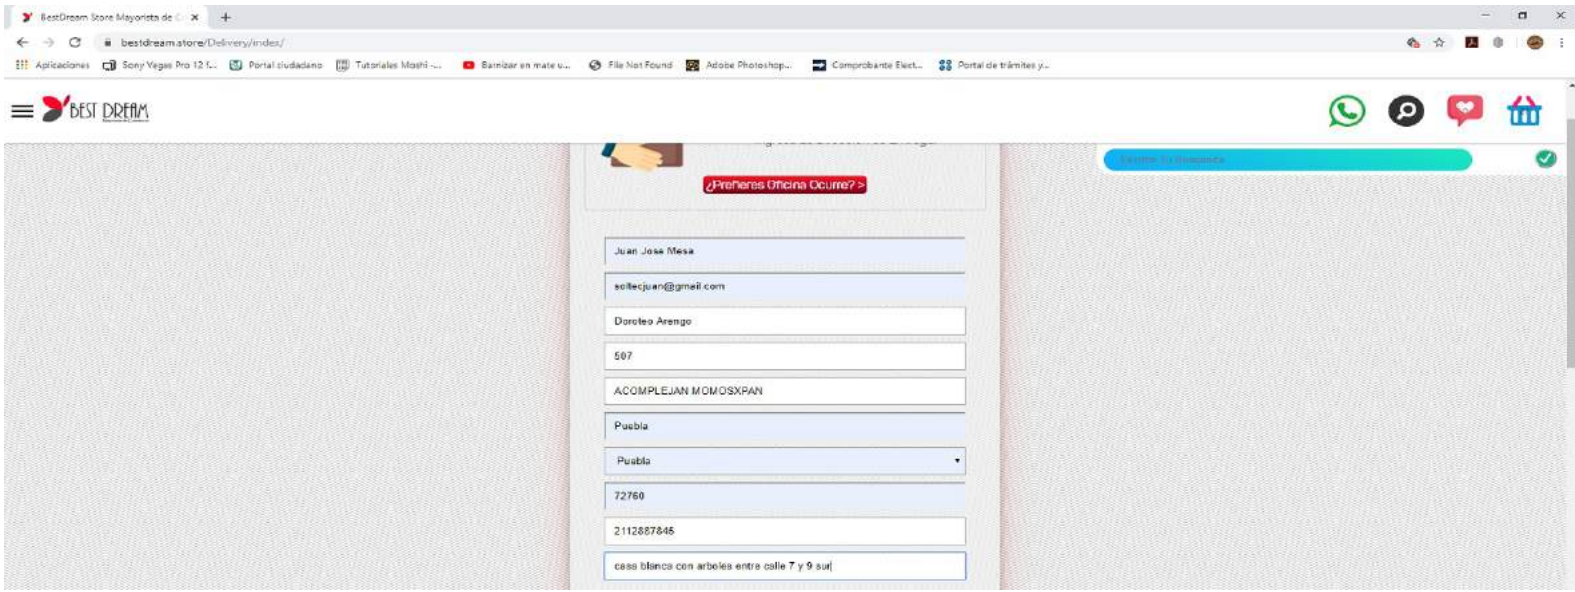 BestDream Store Mayorista de C
bestdream.store/Delivery/index/
Aplicaciones Sony Vegas Pro 12 f... Portal ciudadano Tutoriales Moshi -... Barnizar en mate u... File Not Found Adobe Photoshop... Comprobante Elect... Portal de trámites y...
BEST DREAM
¿Prefieres Oficina Ocurre? >
Juan Jose Mesa
soltecjuan@gmail.com
Doroteo Arengo
507
ACOMPLEJAN MOMOSXPAN
Puebla
Puebla
72760
2112887845
casa blanca con arboles entre calle 7 y 9 sur